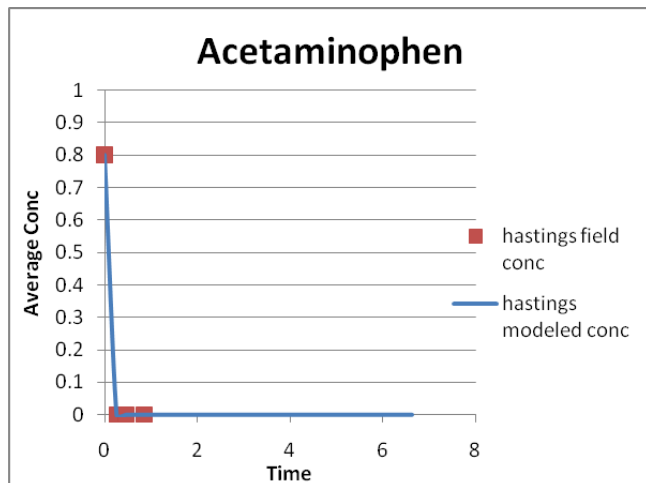 Acetaminophen
Average Conc
1
0.9
0.8
0.7
0.6
0.5
0.4
0.3
0.2
0.1
0
0 2 4 6 8
Time
hastings field
conc
hastings
modeled conc